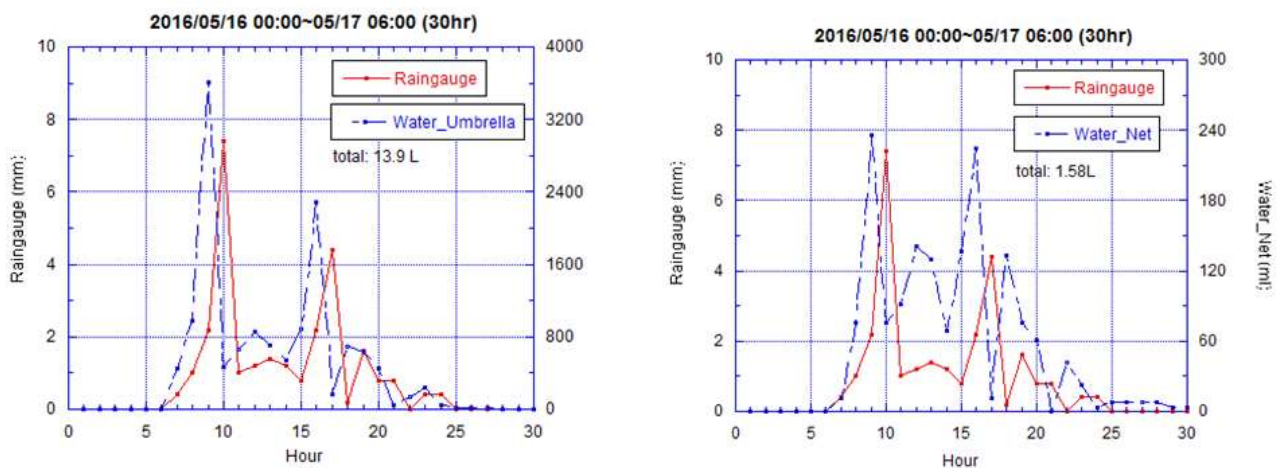 2016/05/16 00:00~05/17 06:00 (30hr)
10
8
6
4
2
0
Raingauge (mm)
4000
3200
2400
1600
800
0
Raingauge
Water_Umbrella
total: 13.9 L
0
5
10
15
20
25
30
Hour
2016/05/16 00:00~05/17 06:00 (30hr)
10
8
6
4
2
0
Raingauge (mm)
300
240
180
120
60
0
Water_Net (ml)
Raingauge
Water_Net
total: 1.58L
0
5
10
15
20
25
30
Hour